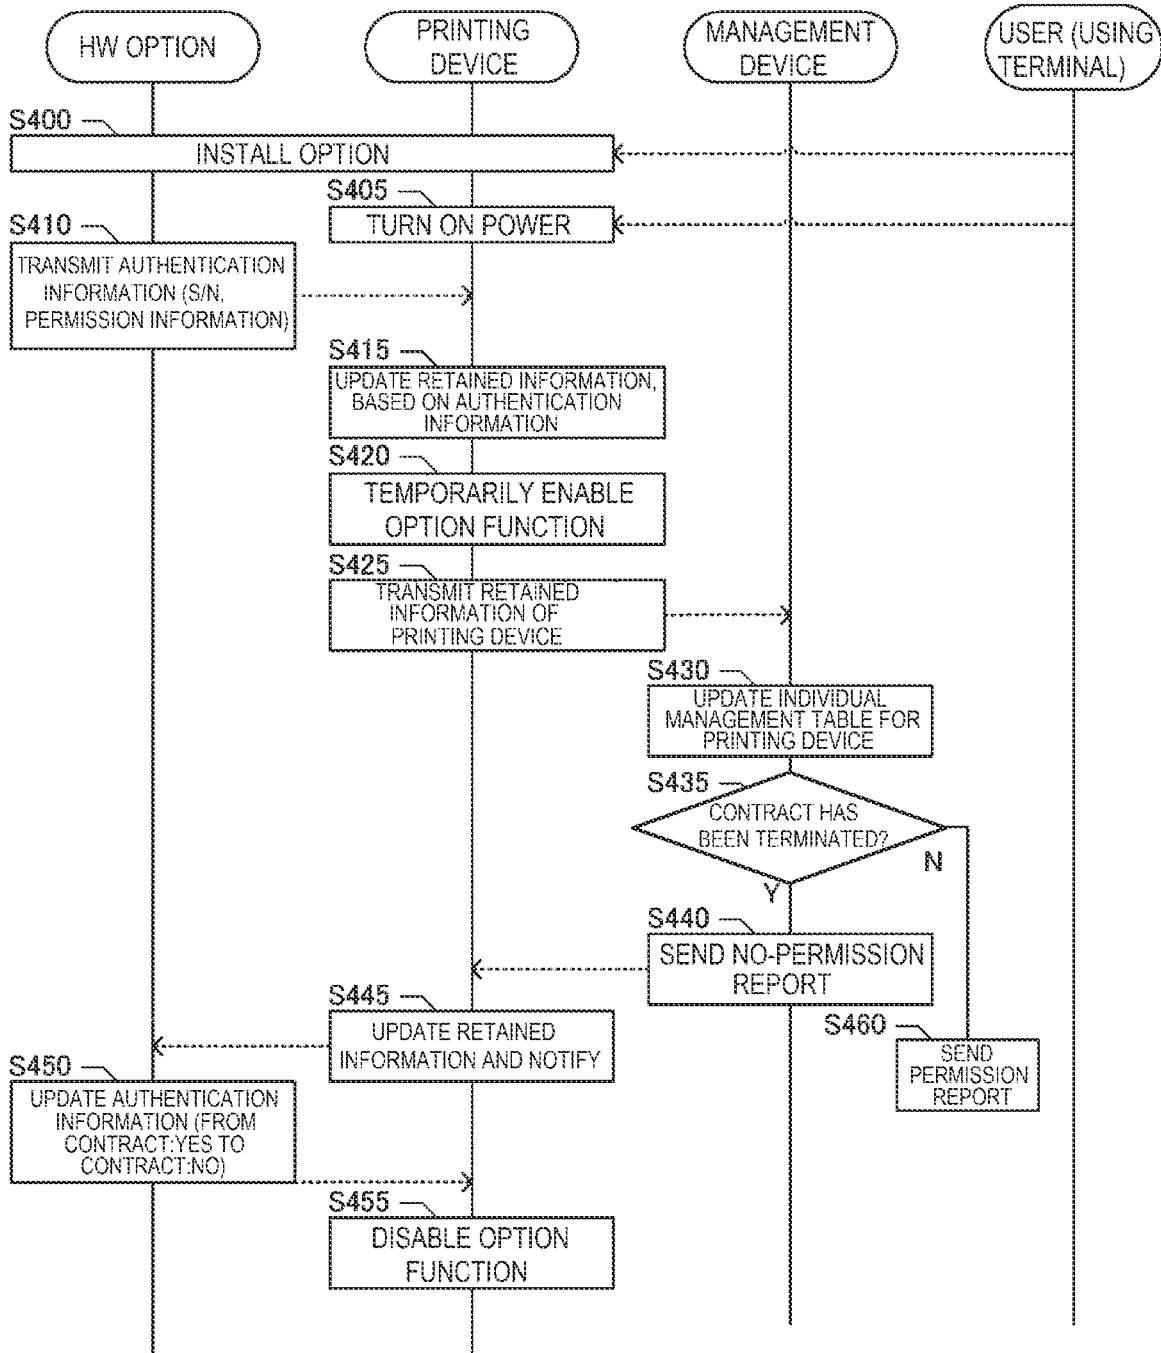 HW OPTION
PRINTING
DEVICE
MANAGEMENT
DEVICE
USER (USING
TERMINAL)
S400
INSTALL OPTION
S405
TURN ON POWER
S410
TRANSMIT AUTHENTICATION
INFORMATION (S/N,
PERMISSION INFORMATION)
S415
UPDATE RETAINED INFORMATION,
BASED ON AUTHENTICATION
INFORMATION
S420
TEMPORARILY ENABLE
OPTION FUNCTION
S425
TRANSMIT RETAINED
INFORMATION OF
PRINTING DEVICE
S430
UPDATE INDIVIDUAL
MANAGEMENT TABLE FOR
PRINTING DEVICE
S435
CONTRACT HAS
BEEN TERMINATED?
N
Y
S440
SEND NO-PERMISSION
REPORT
S445
UPDATE RETAINED
INFORMATION AND NOTIFY
S460
SEND
PERMISSION
REPORT
S450
UPDATE AUTHENTICATION
INFORMATION (FROM
CONTRACT:YES TO
CONTRACT:NO)
S455
DISABLE OPTION
FUNCTION